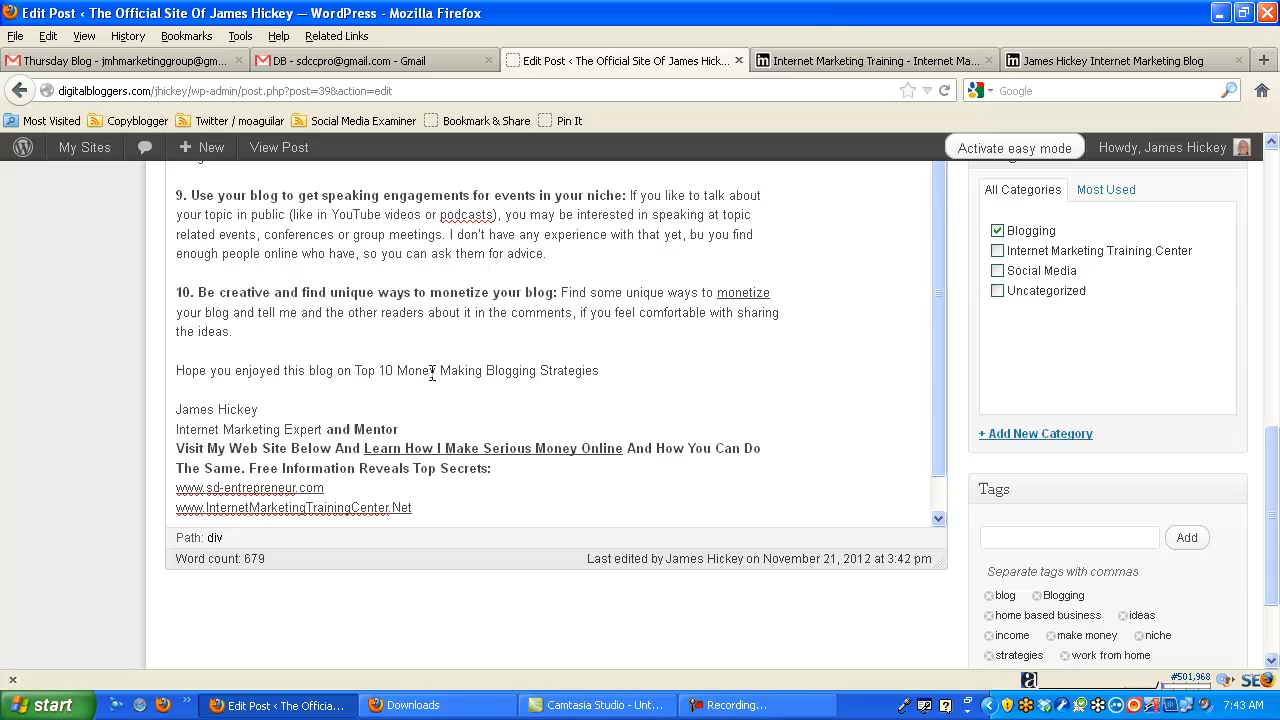 Edit Post ‹ The Official Site Of James Hickey — WordPress - Mozilla Firefox
File Edit View History Bookmarks Tools Help Related Links
Thursday Blog - jmhmarketinggroup@gm... DB - sdduro@gmail.com - Gmail Edit Post ‹ The Official Site Of James Hick... Internet Marketing Training - Internet Ma... James Hickey Internet Marketing Blog
digitalbloggers.com/jhickey/wp-admin/post.php?post=39&action=edit Google
Most Visited Copyblogger Twitter / moaguilar Social Media Examiner Bookmark & Share Pin It
My Sites New View Post Activate easy mode Howdy, James Hickey
All Categories Most Used
9. Use your blog to get speaking engagements for events in your niche: If you like to talk about
your topic in public (like in YouTube videos or podcasts), you may be interested in speaking at topic
related events, conferences or group meetings. I don't have any experience with that yet, bu you find
enough people online who have, so you can ask them for advice.
10. Be creative and find unique ways to monetize your blog: Find some unique ways to monetize
your blog and tell me and the other readers about it in the comments, if you feel comfortable with sharing
the ideas.
Hope you enjoyed this blog on Top 10 Money Making Blogging Strategies
James Hickey
Internet Marketing Expert and Mentor
Visit My Web Site Below And Learn How I Make Serious Money Online And How You Can Do
The Same. Free Information Reveals Top Secrets:
www.sd-entrepreneur.com
www.InternetMarketingTrainingCenter.Net
Path: div
Word count: 679 Last edited by James Hickey on November 21, 2012 at 3:42 pm
Blogging
Internet Marketing Training Center
Social Media
Uncategorized
+ Add New Category
Tags
Add
Separate tags with commas
blog Blogging
home based business ideas
income make money niche
strategies work from home
#501,968 SEO
start Edit Post ‹ The Official ... Downloads Camtasia Studio - Unt... Recording... 7:43 AM